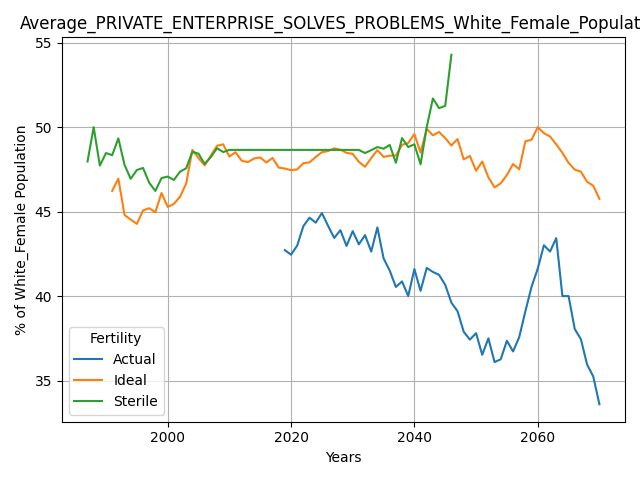 Average_PRIVATE_ENTERPRISE_SOLVES_PROBLEMS_White_Female_Populat
55
50
45
40
35
% of White_Female Population
Fertility
Actual
Ideal
Sterile
2000 2020 2040 2060
Years